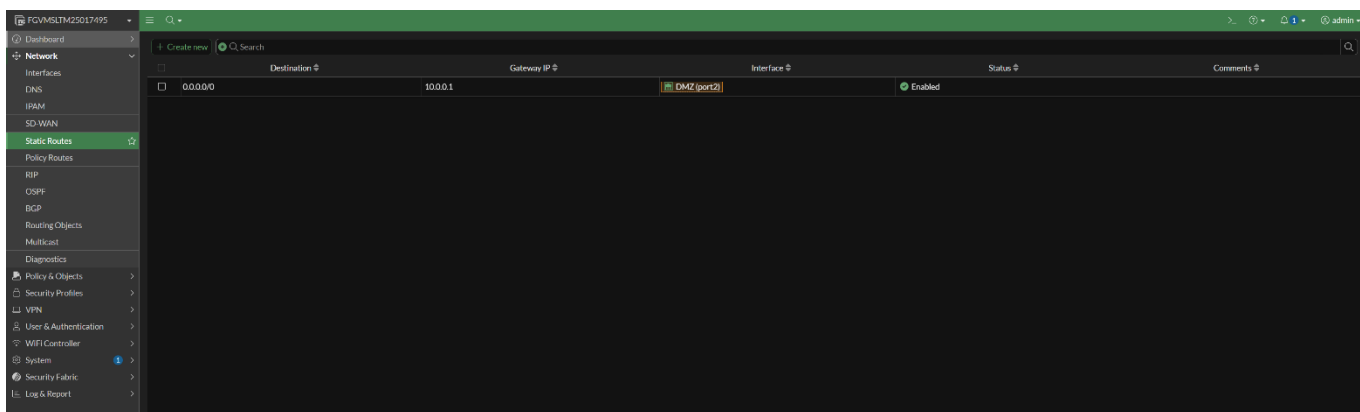 FGVMSLTM25017495
>_ 1 admin
Dashboard
Network
Interfaces
DNS
IPAM
SD-WAN
Static Routes
Policy Routes
RIP
OSPF
BGP
Routing Objects
Multicast
Diagnostics
Policy & Objects
Security Profiles
VPN
User & Authentication
WiFi Controller
System 1
Security Fabric
Log & Report
+ Create new Search
Destination Gateway IP Interface Status Comments
0.0.0.0/0 10.0.0.1 DMZ (port2) Enabled